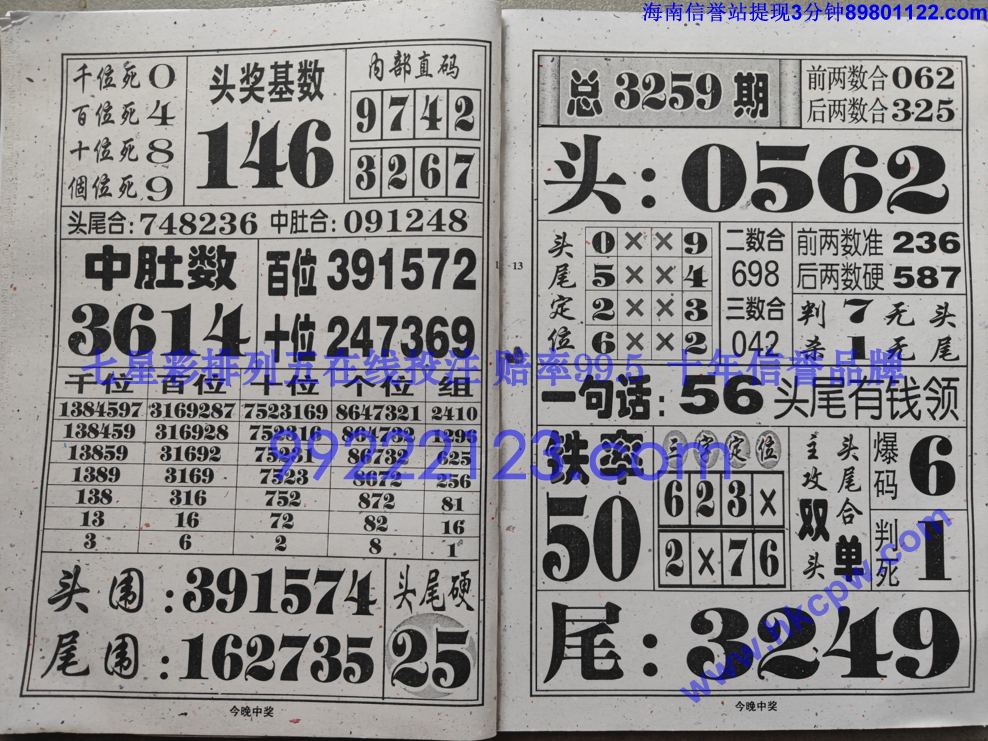 海南信誉站提现3分钟89801122.com
千位死0
百位死4
十位死8
個位死9
头奖基数
146
内部直码
9742
3267
头尾合:748236 中肚合:091248
中肚数
3614
百位 391572
十位 247369
七星彩排列五在线投注 赔率99５ 十年信誉品牌
千位 百位 十位 个位 组
1384597 3169287 7523169 8647321 2410
138459 316928 752316 864732 1296
13859 31692 75231 86732 625
1389 3169 7523 8672 256
138 316 752 872 81
13 16 72 82 16
3 6 2 8 1
99222123.com
头围:391574
尾围:162735
头尾硬
25
今晚中奖
1 13
总3259期
前两数合062
后两数合325
头:0562
头尾定位
0××9
5××4
2××3
6××2
二数合
698
三数合
042
前两数准236
后两数硬587
判7无头
杀1无尾
一句话:56头尾有钱领
铁率
50
三字定位
623×
2×76
主攻双头
头尾合单
爆码6
判死1
尾:3249
www.hkcpw.com
今晚中奖